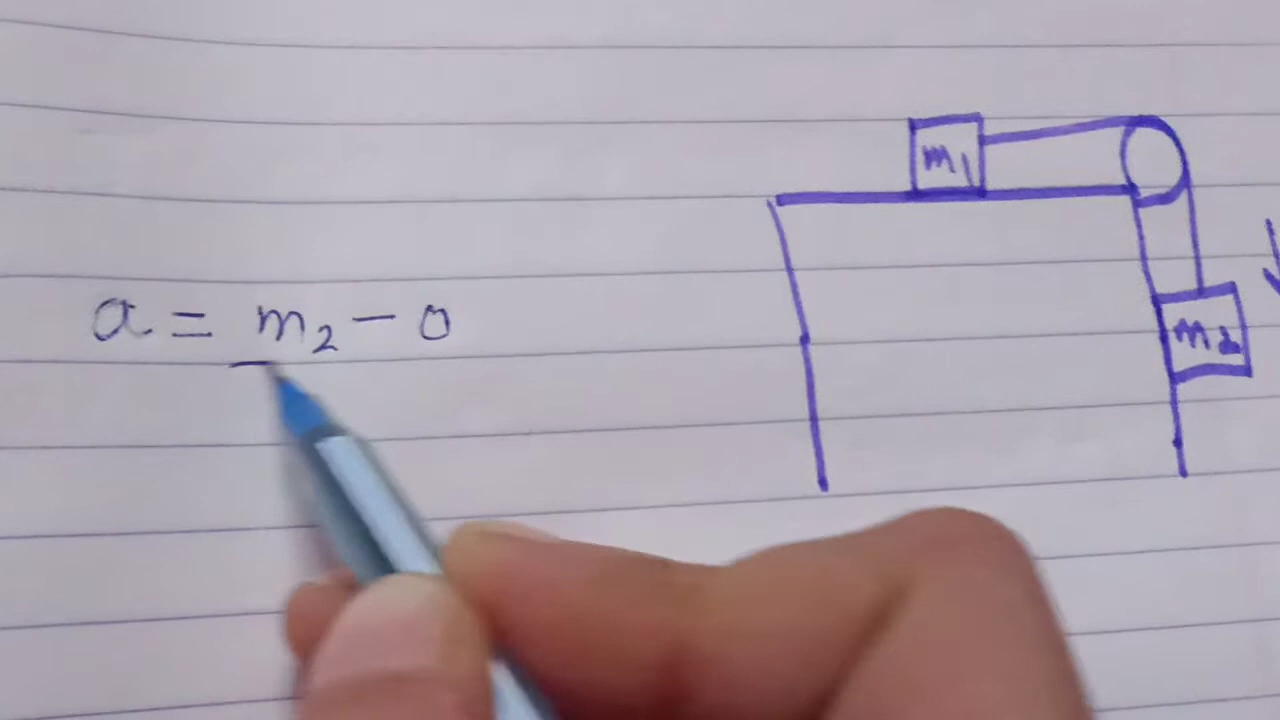 m1
a = m2 - 0
m2